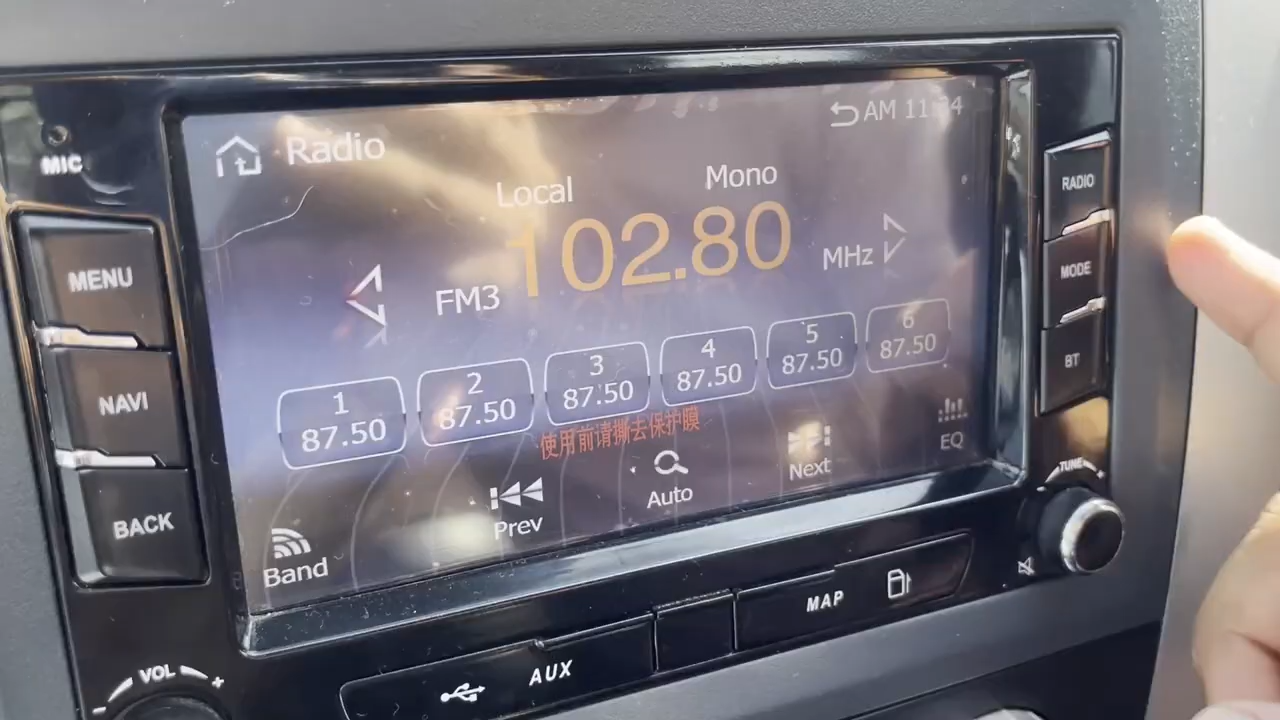 MIC
Radio
AM 11:34
Local
Mono
FM3
102.80
MHz
1
87.50
2
87.50
3
87.50
4
87.50
5
87.50
6
87.50
使用前请撕去保护膜
Band
Prev
Auto
Next
EQ
MENU
NAVI
BACK
RADIO
MODE
BT
TUNE
- +
VOL
- +
AUX
MAP